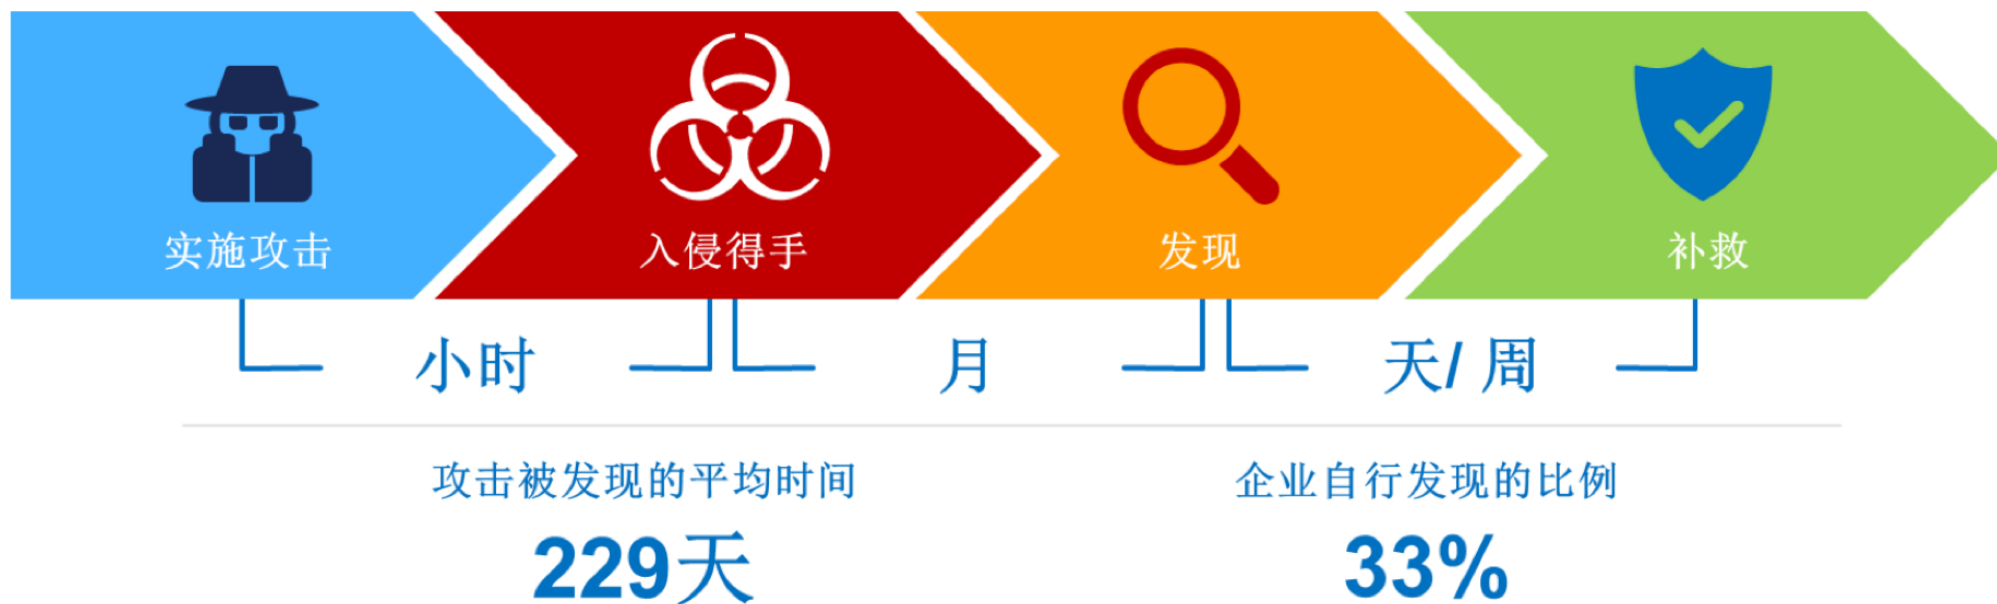 实施攻击
入侵得手
发现
补救
小时
月
天/ 周
攻击被发现的平均时间
企业自行发现的比例
229天
33%